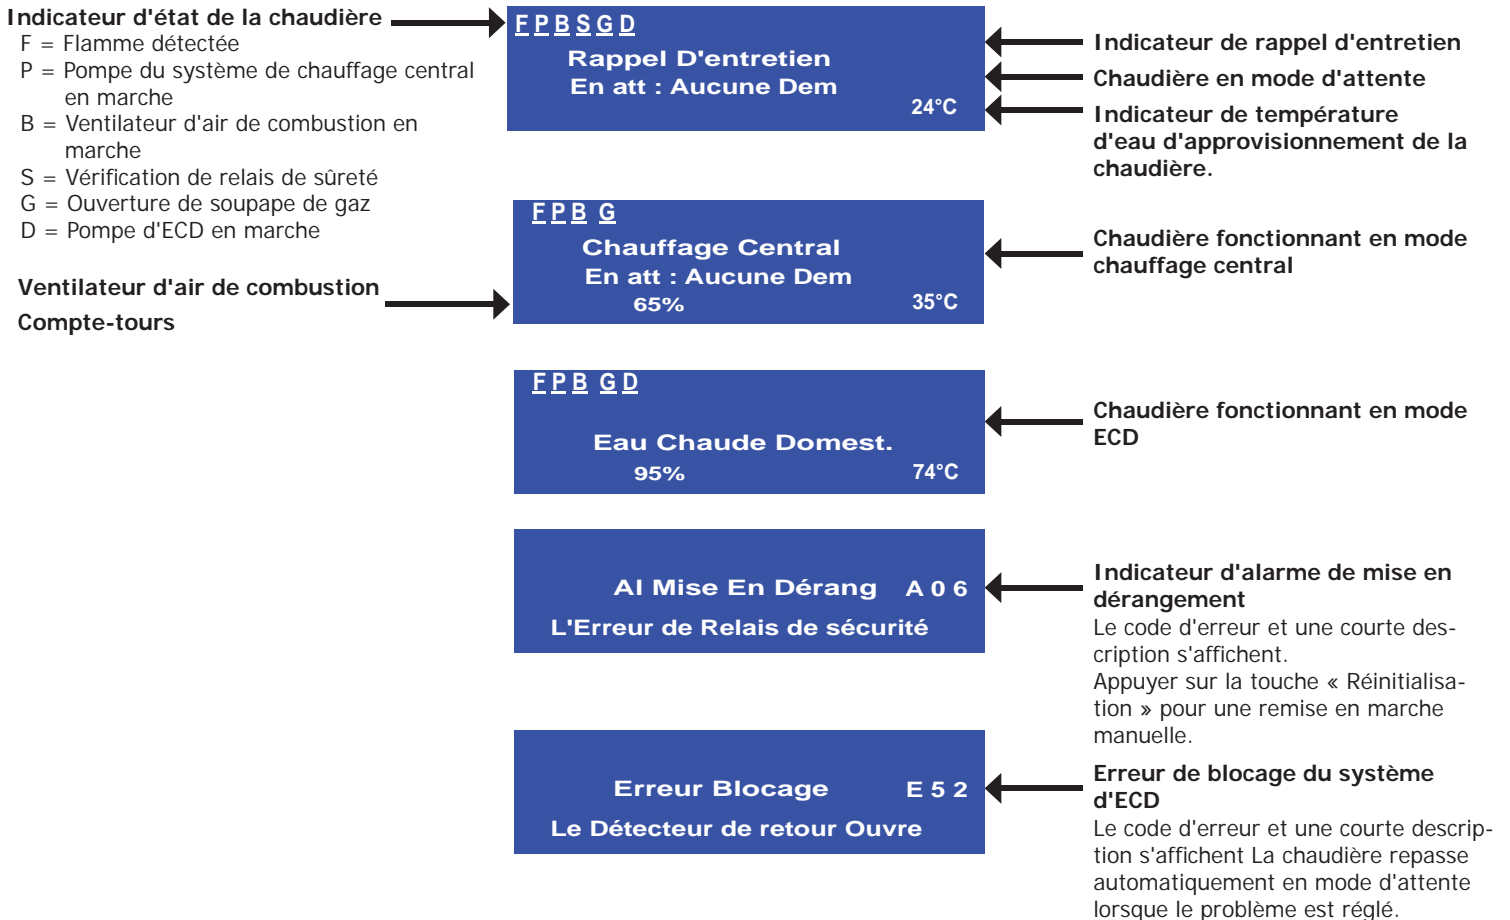 Indicateur d'état de la chaudière
F = Flamme détectée
P = Pompe du système de chauffage central
en marche
B = Ventilateur d'air de combustion en
marche
S = Vérification de relais de sûreté
G = Ouverture de soupape de gaz
D = Pompe d'ECD en marche
Ventilateur d'air de combustion
Compte-tours
F P B S G D
Rappel D'entretien
En att : Aucune Dem
24°C
Indicateur de rappel d'entretien
Chaudière en mode d'attente
Indicateur de température
d'eau d'approvisionnement de la
chaudière.
F P B G
Chauffage Central
En att : Aucune Dem
65%
35°C
Chaudière fonctionnant en mode
chauffage central
F P B G D
Eau Chaude Domest.
95%
74°C
Chaudière fonctionnant en mode
ECD
Al Mise En Dérang A 0 6
L'Erreur de Relais de sécurité
Indicateur d'alarme de mise en
dérangement
Le code d'erreur et une courte des-
cription s'affichent.
Appuyer sur la touche « Réinitialisa-
tion » pour une remise en marche
manuelle.
Erreur Blocage E 5 2
Le Détecteur de retour Ouvre
Erreur de blocage du système
d'ECD
Le code d'erreur et une courte descrip-
tion s'affichent La chaudière repasse
automatiquement en mode d'attente
lorsque le problème est réglé.